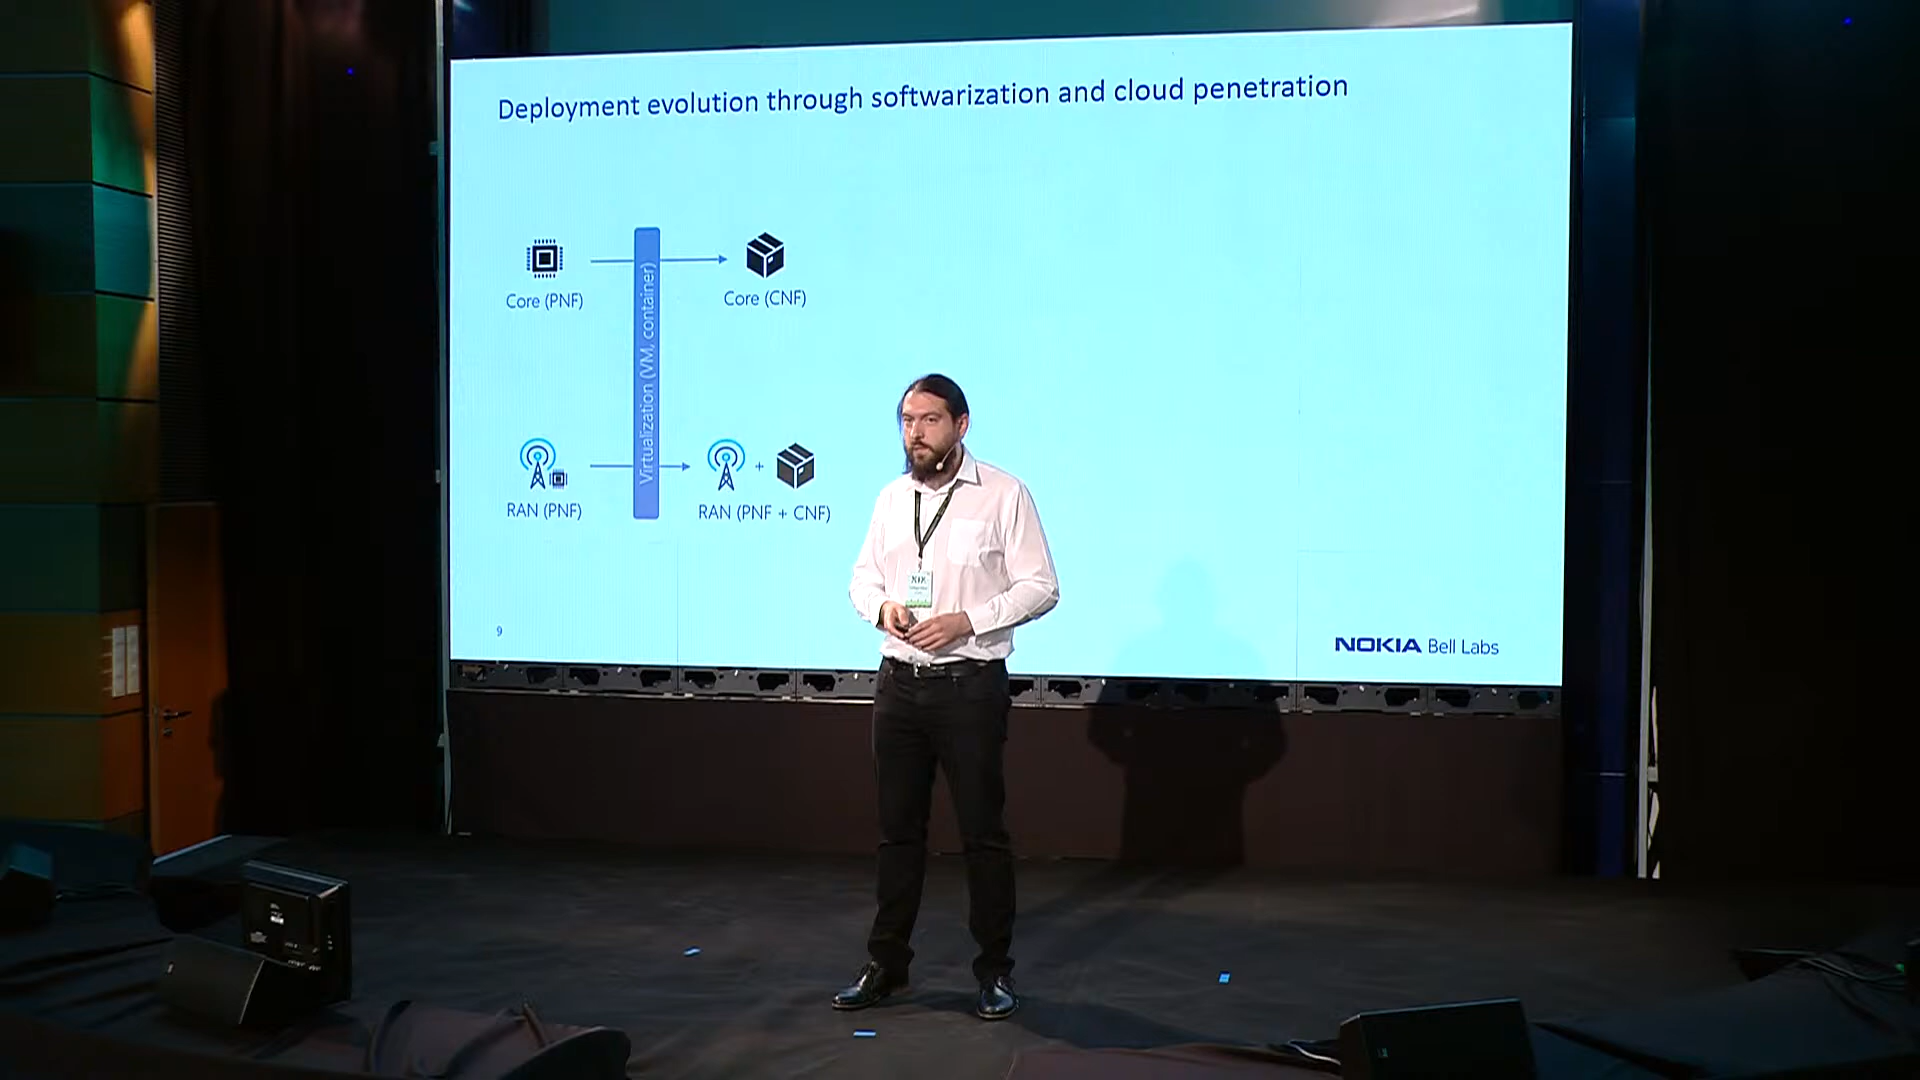 Deployment evolution through softwarization and cloud penetration
Core (PNF)
Virtualization (VM, container)
Core (CNF)
RAN (PNF)
+
RAN (PNF + CNF)
9
NOKIA Bell Labs